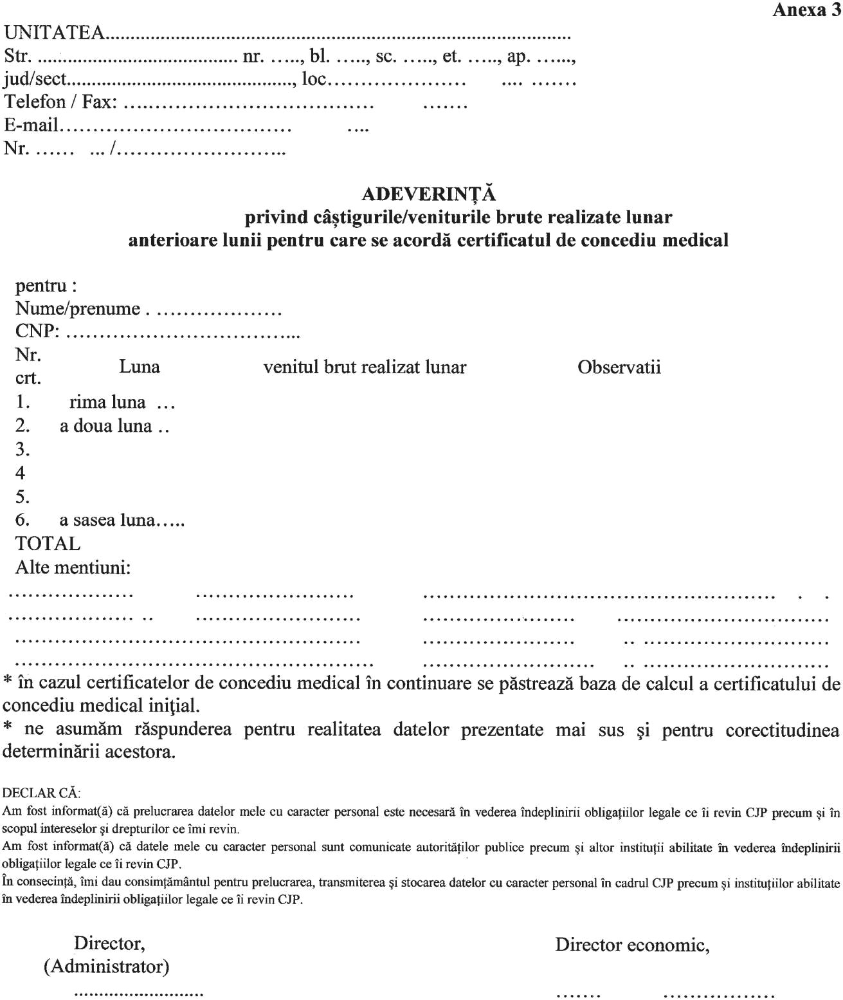 Anexa 3
UNITATEA.............................................................................................
Str. ........................................ nr. ....., bl. ....., sc. ....., et. ....., ap. ......,
jud/sect............................................., loc..................... .... .......
Telefon / Fax: ...................................... .......
E-mail................................... ....
Nr. ...... ... /..........................
ADEVERINȚĂ
privind câștigurile/veniturile brute realizate lunar
anterioare lunii pentru care se acordă certificatul de concediu medical
pentru :
Nume/prenume . ...................
CNP: ...................................
Nr. crt. Luna venitul brut realizat lunar Observatii
1. rima luna ...
2. a doua luna ..
3.
4
5.
6. a sasea luna.....
TOTAL
Alte mentiuni:
................... ........................ ..................................................... . .
................... .. ......................... ....................... ................................
.................................................... ....................... .. ............................
...................................................... .......................... .. ............................
* în cazul certificatelor de concediu medical în continuare se păstrează baza de calcul a certificatului de
concediu medical iniţial.
* ne asumăm răspunderea pentru realitatea datelor prezentate mai sus şi pentru corectitudinea
determinării acestora.
DECLAR CĂ:
Am fost informat(ă) că prelucrarea datelor mele cu caracter personal este necesară în vederea îndeplinirii obligațiilor legale ce îi revin CJP precum și în
scopul intereselor și drepturilor ce îmi revin.
Am fost informat(ă) că datele mele cu caracter personal sunt comunicate autorităților publice precum și altor instituții abilitate în vederea îndeplinirii
obligațiilor legale ce îi revin CJP.
În consecință, îmi dau consimțământul pentru prelucrarea, transmiterea și stocarea datelor cu caracter personal în cadrul CJP precum și instituțiilor abilitate
în vederea îndeplinirii obligațiilor legale ce îi revin CJP.
Director, Director economic,
(Administrator)
.......................... ....... .................